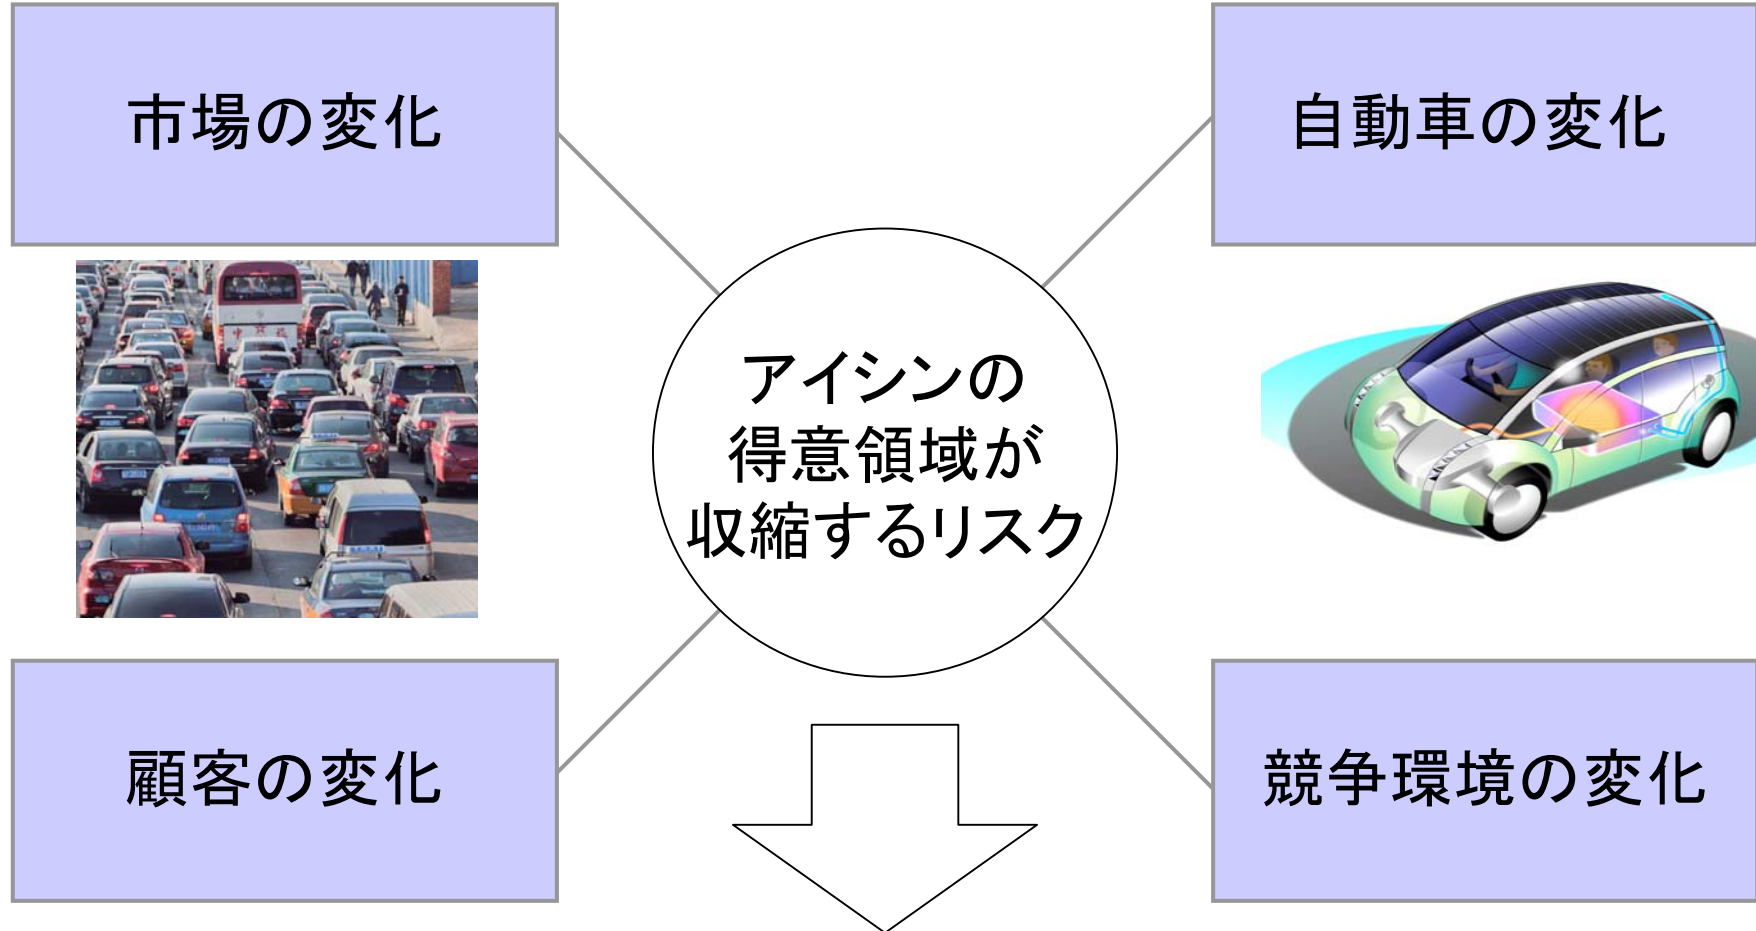 市場の変化
自動車の変化
アイシンの
得意領域が
収縮するリスク
顧客の変化
競争環境の変化